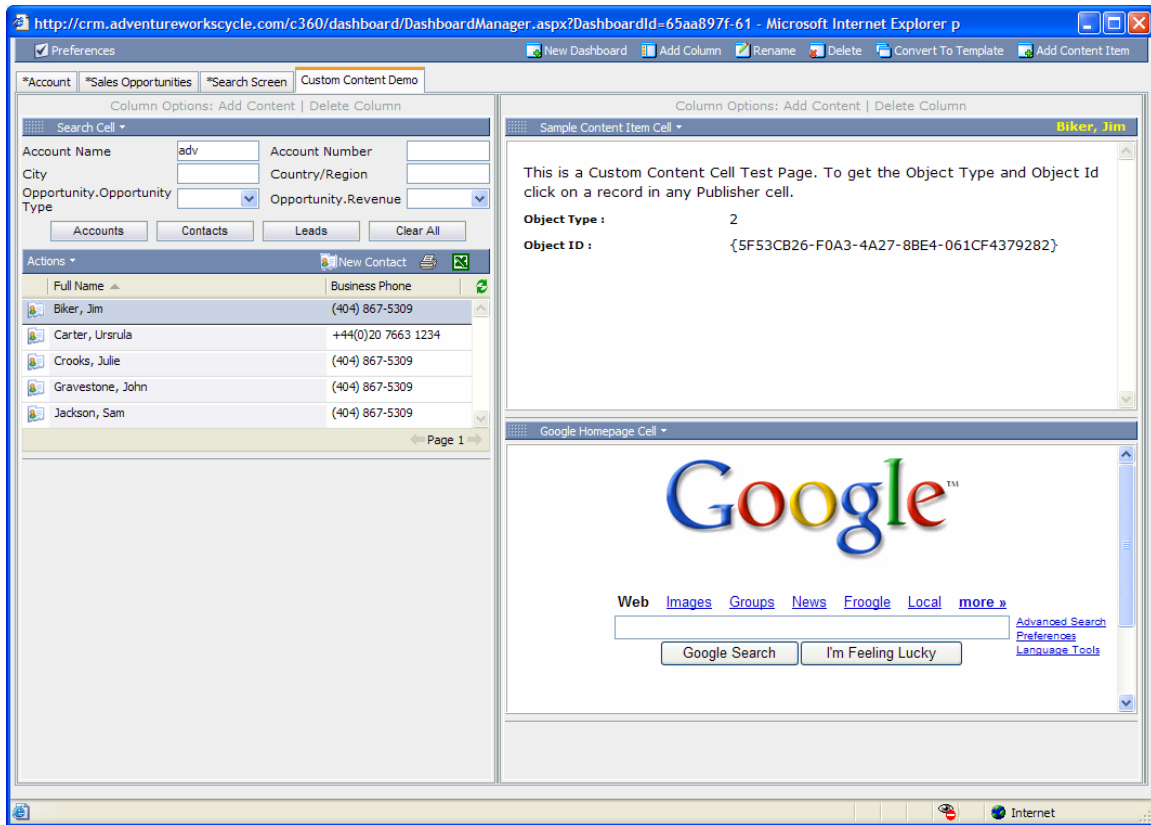 http://crm.adventureworkscycle.com/c360/dashboard/DashboardManager.aspx?DashboardId=65aa897f-61 - Microsoft Internet Explorer p
Preferences New Dashboard Add Column Rename Delete Convert To Template Add Content Item
*Account *Sales Opportunities *Search Screen Custom Content Demo
Column Options: Add Content | Delete Column
Search Cell
Account Name adv Account Number
City Country/Region
Opportunity.Opportunity Type Opportunity.Revenue
Accounts Contacts Leads Clear All
Actions New Contact
Full Name Business Phone
Biker, Jim (404) 867-5309
Carter, Ursrula +44(0)20 7663 1234
Crooks, Julie (404) 867-5309
Gravestone, John (404) 867-5309
Jackson, Sam (404) 867-5309
Page 1
Column Options: Add Content | Delete Column
Sample Content Item Cell Biker, Jim
This is a Custom Content Cell Test Page. To get the Object Type and Object Id
click on a record in any Publisher cell.
Object Type : 2
Object ID : {5F53CB26-F0A3-4A27-8BE4-061CF4379282}
Google Homepage Cell
Google TM
Web Images Groups News Froogle Local more »
Advanced Search
Preferences
Language Tools
Google Search I'm Feeling Lucky
Internet